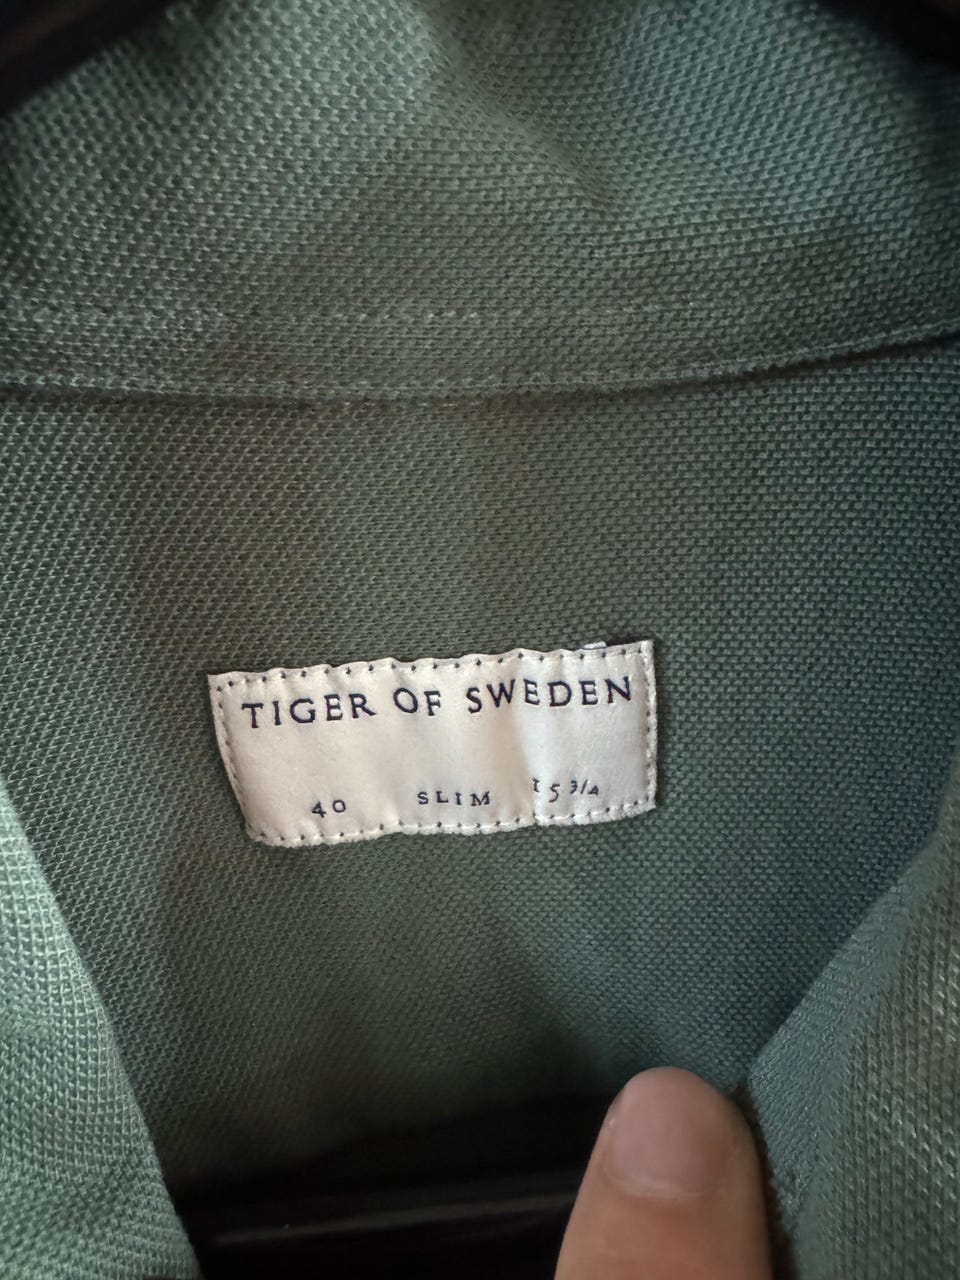 TIGER OF SWEDEN
40 SLIM 15 3/4